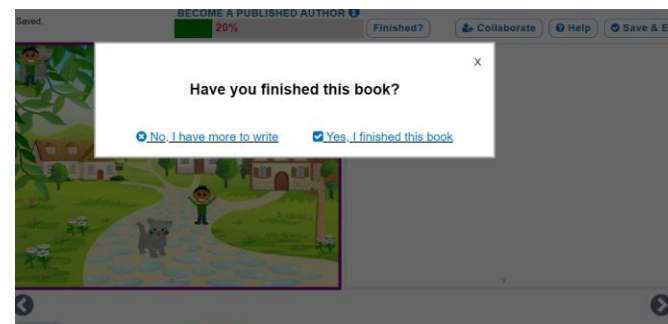 Saved.
BECOME A PUBLISHED AUTHOR
20%
Finished?
Collaborate
Help
Save & E
X
Have you finished this book?
No, I have more to write
Yes, I finished this book